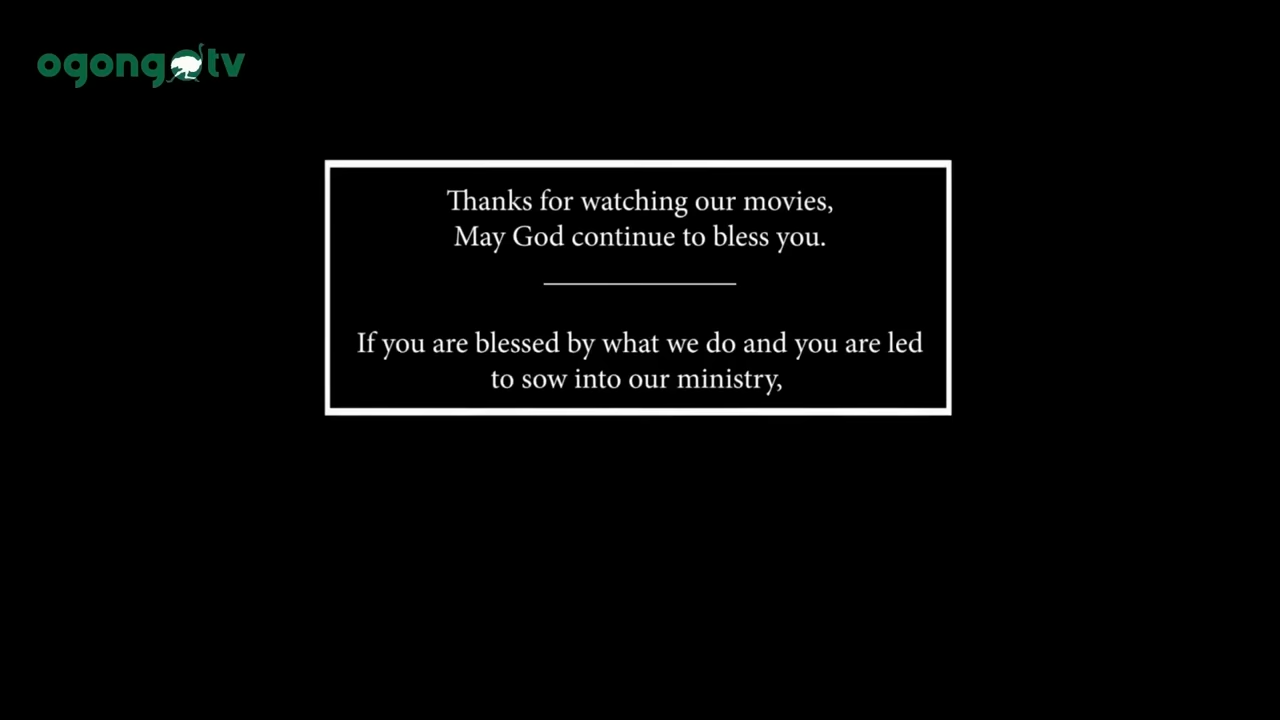 ogongotv
Thanks for watching our movies,
May God continue to bless you.
If you are blessed by what we do and you are led
to sow into our ministry,